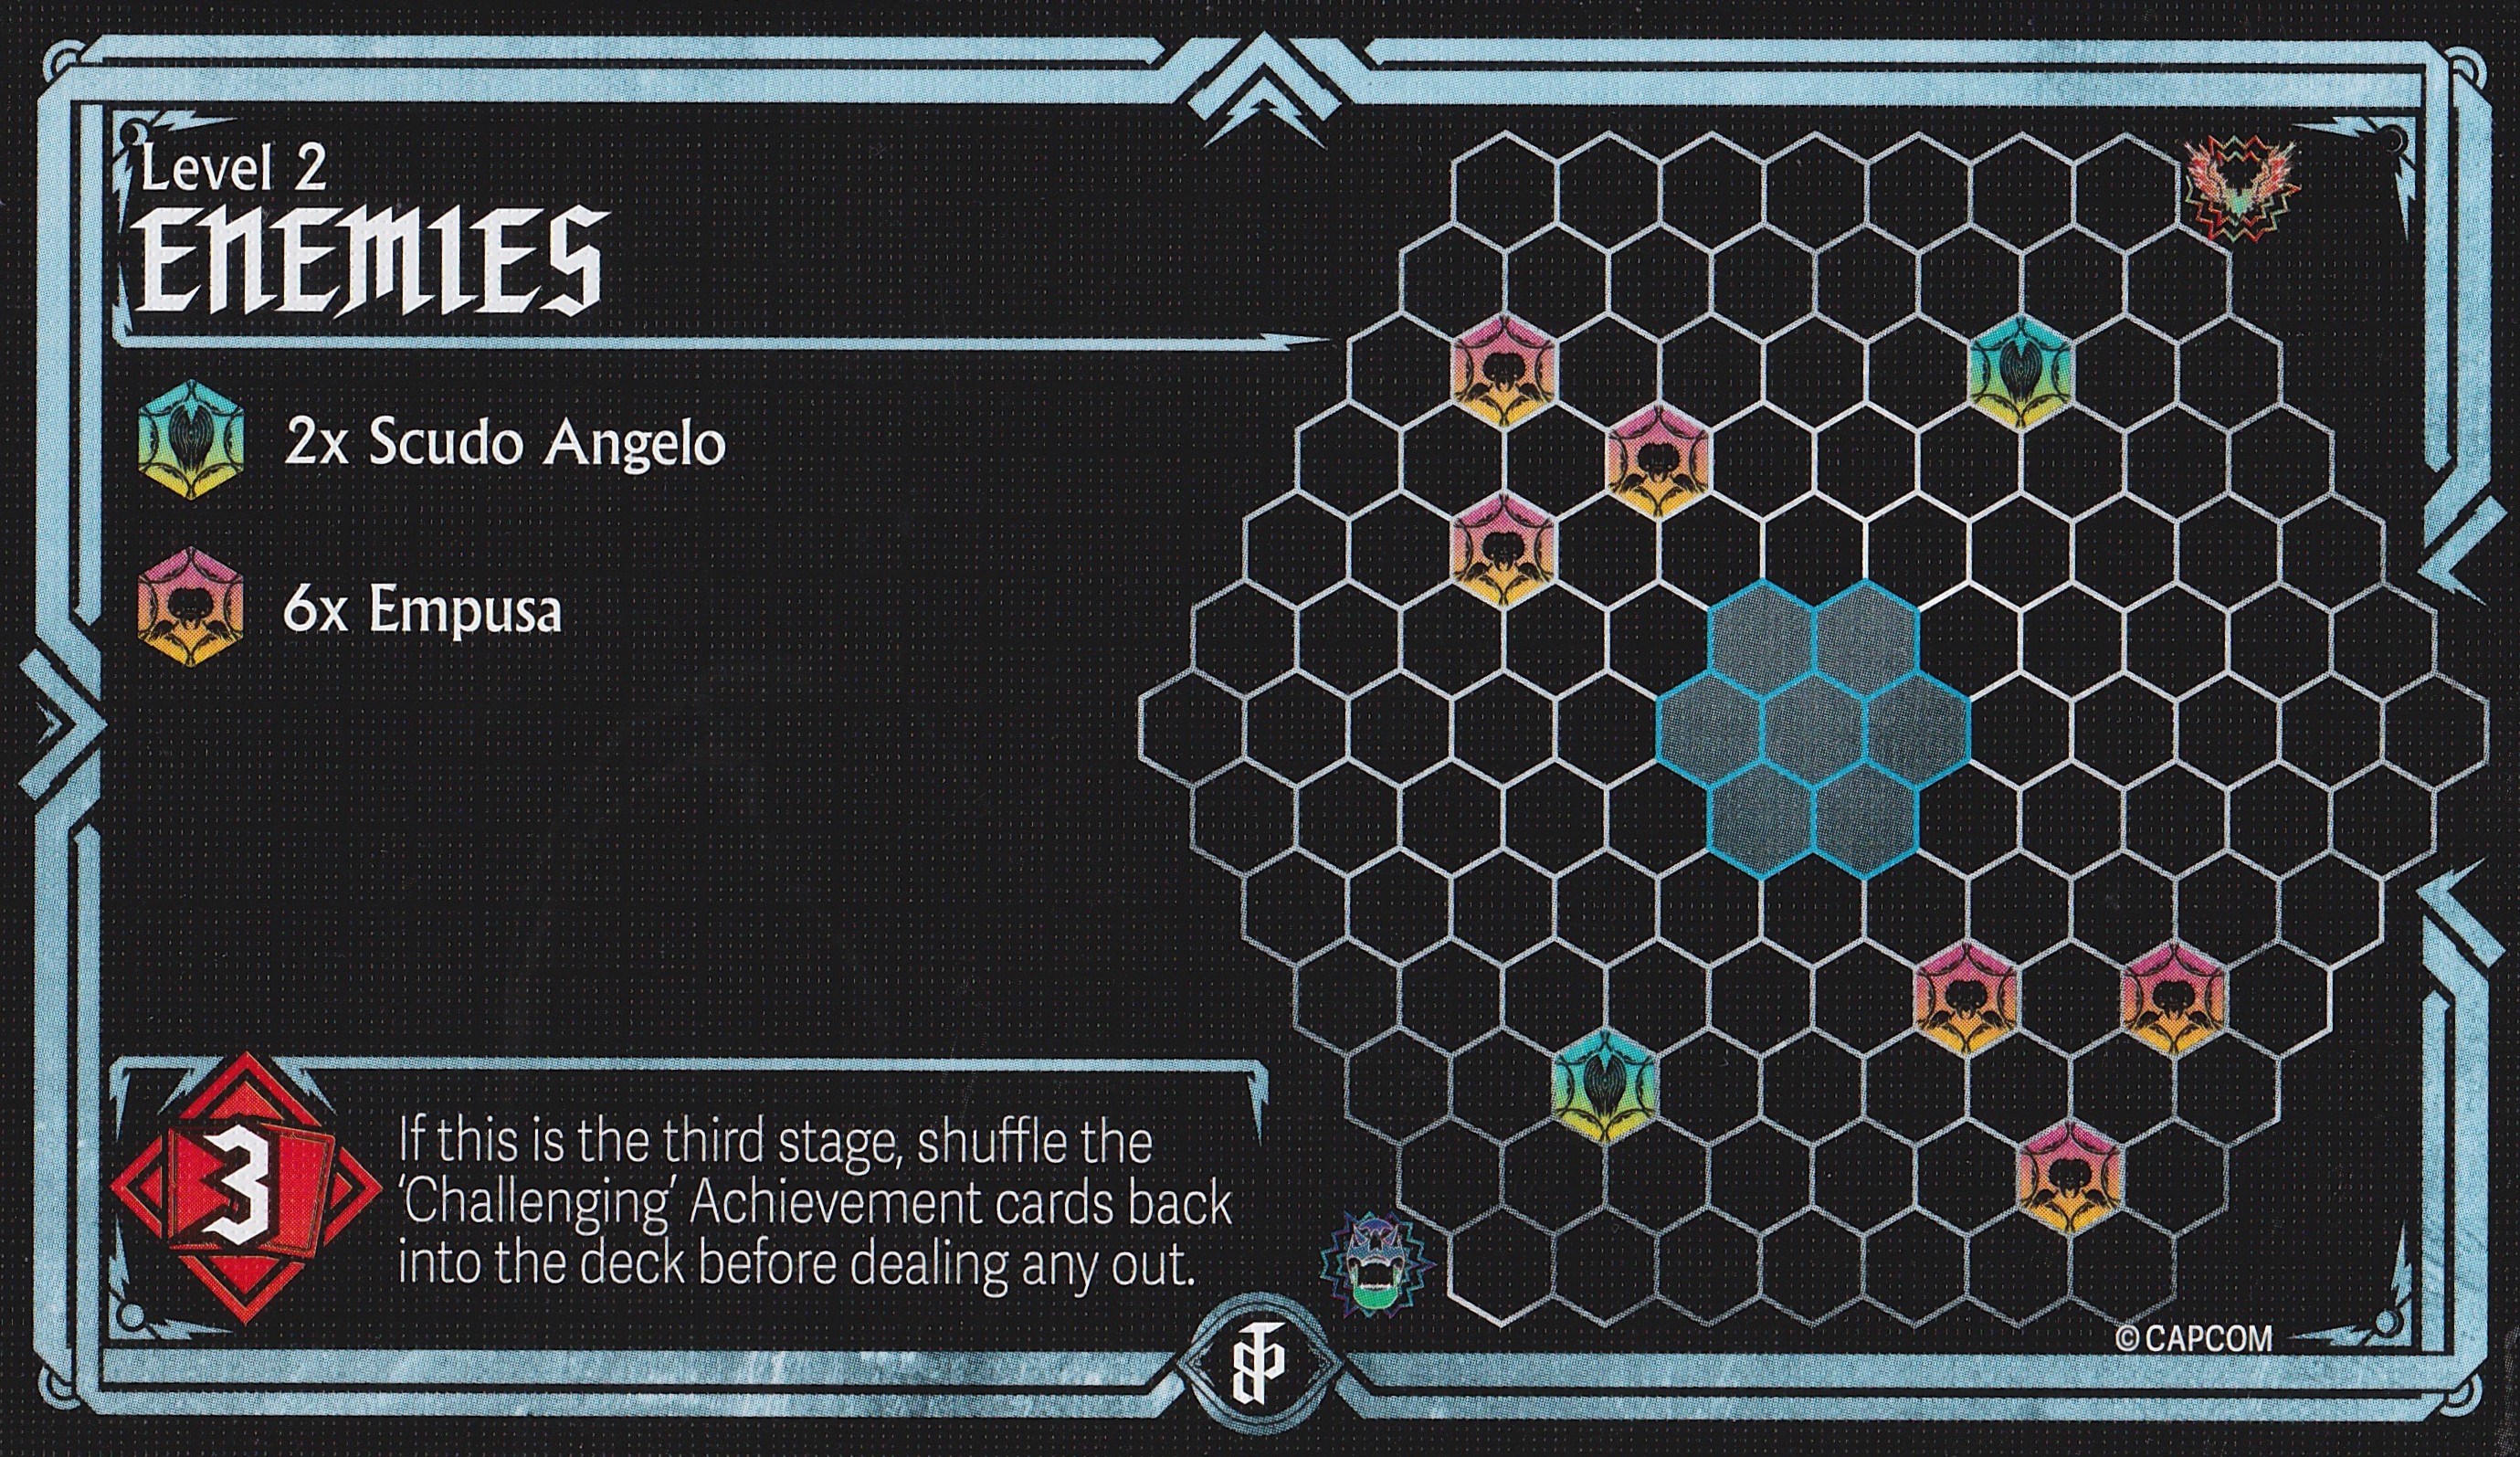 Level 2
ENEMIES
2x Scudo Angelo
6x Empusa
3
If this is the third stage, shuffle the
'Challenging' Achievement cards back
into the deck before dealing any out.
© CAPCOM